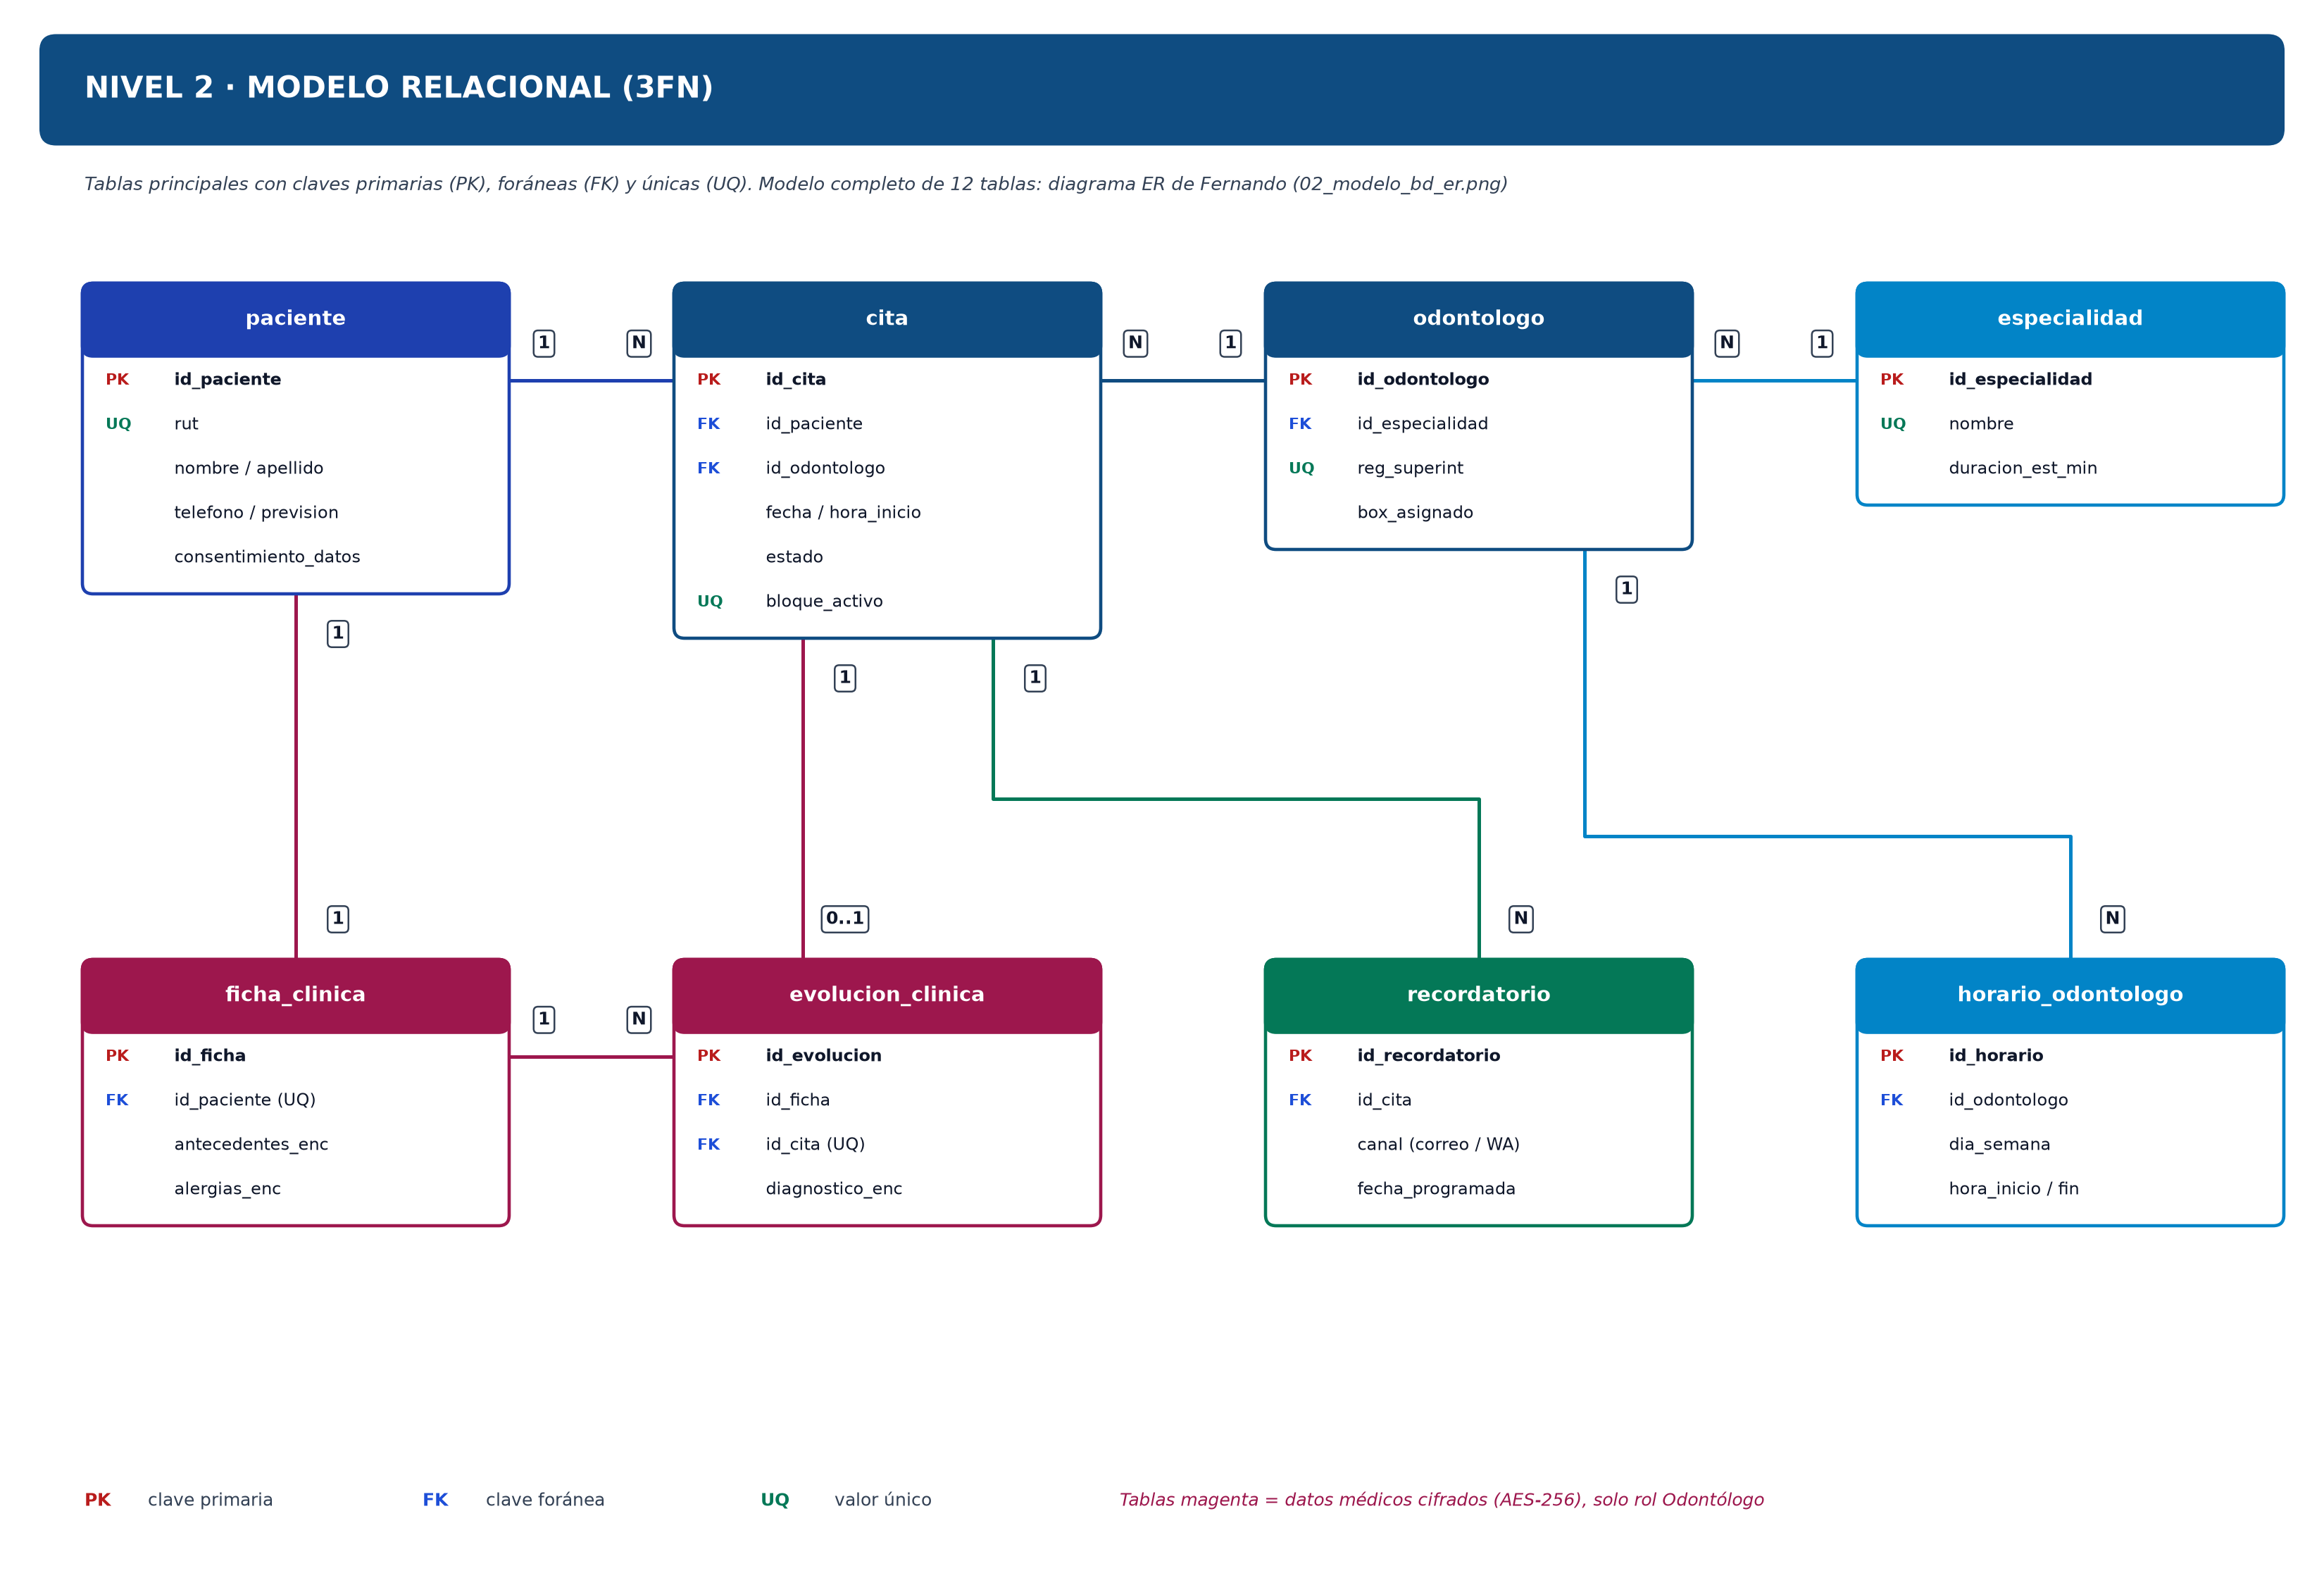 NIVEL 2 · MODELO RELACIONAL (3FN)
Tablas principales con claves primarias (PK), foráneas (FK) y únicas (UQ). Modelo completo de 12 tablas: diagrama ER de Fernando (02_modelo_bd_er.png)
paciente
PK id_paciente
UQ rut
nombre / apellido
telefono / prevision
consentimiento_datos
1 N
cita
PK id_cita
FK id_paciente
FK id_odontologo
fecha / hora_inicio
estado
UQ bloque_activo
N 1
odontologo
PK id_odontologo
FK id_especialidad
UQ reg_superint
box_asignado
N 1
especialidad
PK id_especialidad
UQ nombre
duracion_est_min
1
1
1
1
1
0..1
N
N
ficha_clinica
PK id_ficha
FK id_paciente (UQ)
antecedentes_enc
alergias_enc
1 N
evolucion_clinica
PK id_evolucion
FK id_ficha
FK id_cita (UQ)
diagnostico_enc
recordatorio
PK id_recordatorio
FK id_cita
canal (correo / WA)
fecha_programada
horario_odontologo
PK id_horario
FK id_odontologo
dia_semana
hora_inicio / fin
PK clave primaria
FK clave foránea
UQ valor único
Tablas magenta = datos médicos cifrados (AES-256), solo rol Odontólogo